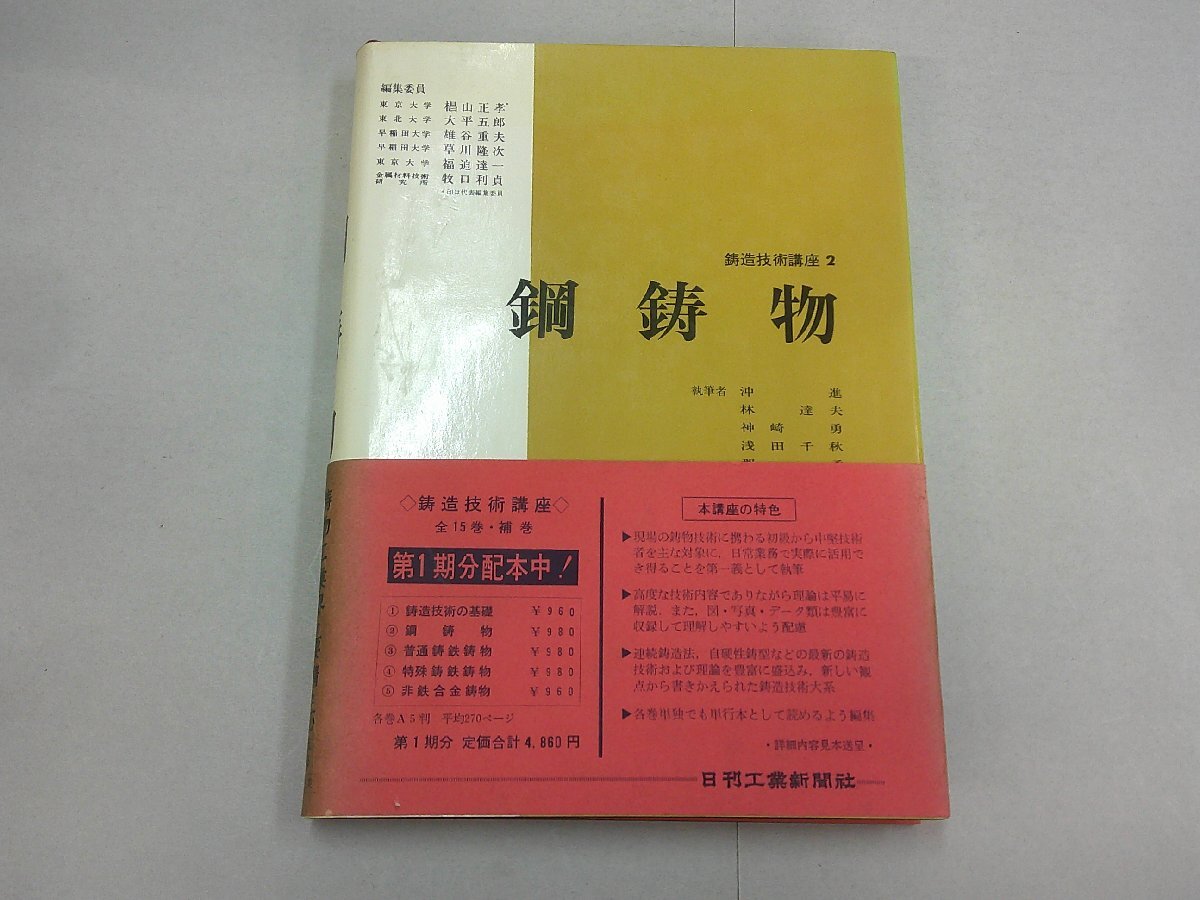 編集委員
東京大学 椙山正孝*
東北大学 大平五郎
早稲田大学 雄谷重夫
早稲田大学 草川隆次
東京大学 福迫達一
金属材料技術研究所 牧口利貞
*印は代表編集委員
鋳造技術講座 2
鋼鋳物
執筆者 沖 進
林 達夫
神崎 勇
浅田千秋
◇鋳造技術講座◇
全15巻・補巻
第1期分配本中!
① 鋳造技術の基礎 ¥960
② 鋼鋳物 ¥980
③ 普通鋳鉄鋳物 ¥980
④ 特殊鋳鉄鋳物 ¥980
⑤ 非鉄合金鋳物 ¥960
各巻A5判 平均270ページ
第1期分 定価合計 4,860円
本講座の特色
▶現場の鋳物技術に携わる初級から中堅技術
者を主な対象に,日常業務で実際に活用で
き得ることを第一義として執筆
▶高度な技術内容でありながら理論は平易に
解説.また,図・写真・データ類は豊富に
収録して理解しやすいよう配慮
▶連続鋳造法,自硬性鋳型などの最新の鋳造
技術および理論を豊富に盛込み,新しい観
点から書きかえられた鋳造技術大系
▶各巻単独でも単行本として読めるよう編集
・詳細内容見本送呈・
日刊工業新聞社